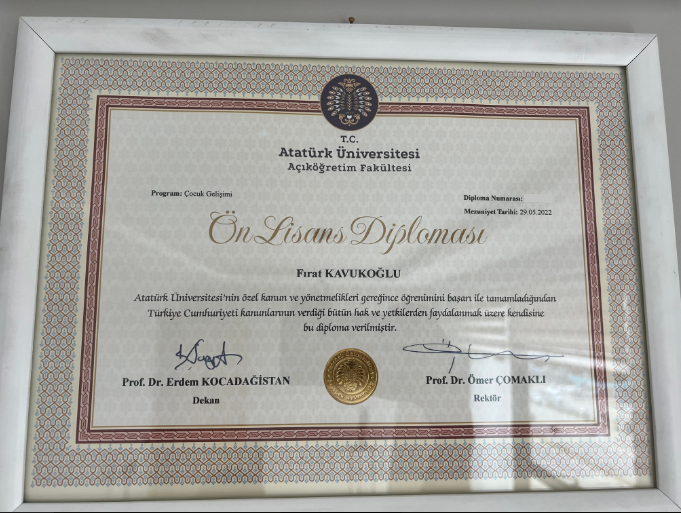 T.C.
Atatürk Üniversitesi
Açıköğretim Fakültesi
Program: Çocuk Gelişimi
Diploma Numarası:
Mezuniyet Tarihi: 29.05.2022
Ön Lisans Diploması
Fırat KAVUKOĞLU
Atatürk Üniversitesi'nin özel kanun ve yönetmelikleri gereğince öğrenimini başarı ile tamamladığından
Türkiye Cumhuriyeti kanunlarının verdiği bütün hak ve yetkilerden faydalanmak üzere kendisine
bu diploma verilmiştir.
Prof. Dr. Erdem KOCADAĞISTAN
Dekan
Prof. Dr. Ömer ÇOMAKLI
Rektör